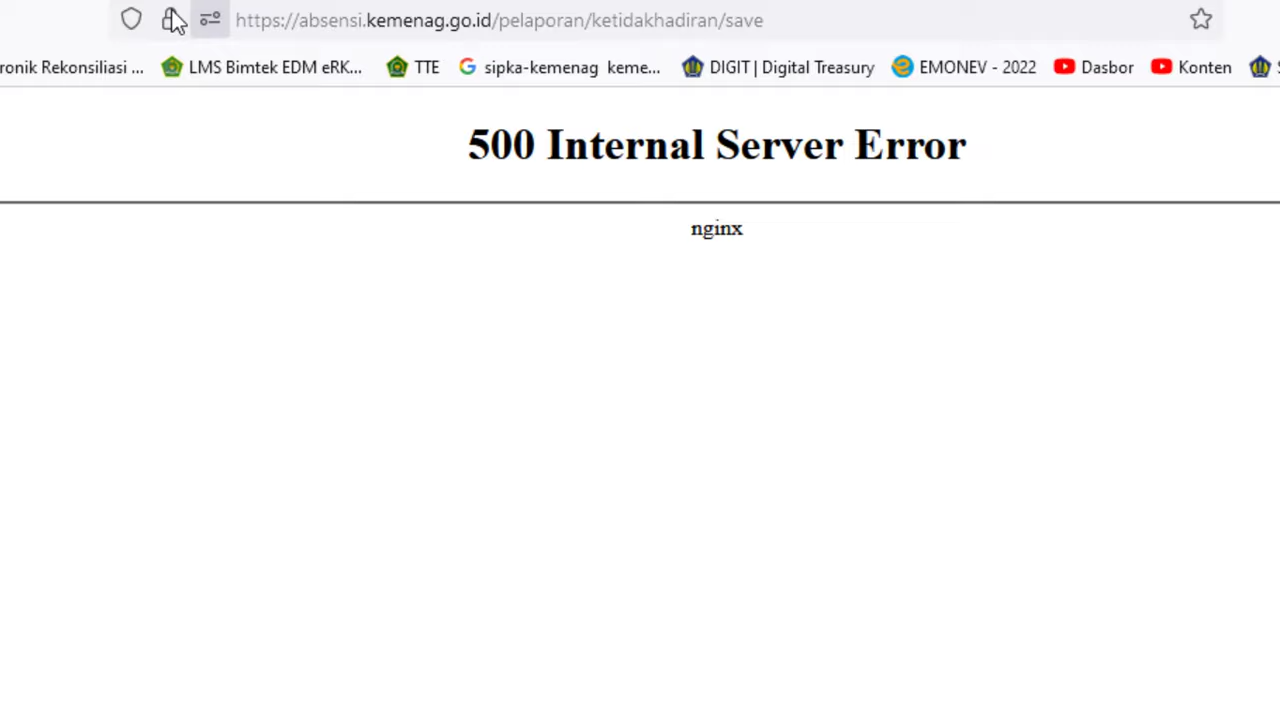 https://absensi.kemenag.go.id/pelaporan/ketidakhadiran/save
ronik Rekonsiliasi ... LMS Bimtek EDM eRK... TTE sipka-kemenag keme... DIGIT | Digital Treasury EMONEV - 2022 Dasbor Konten
500 Internal Server Error
nginx